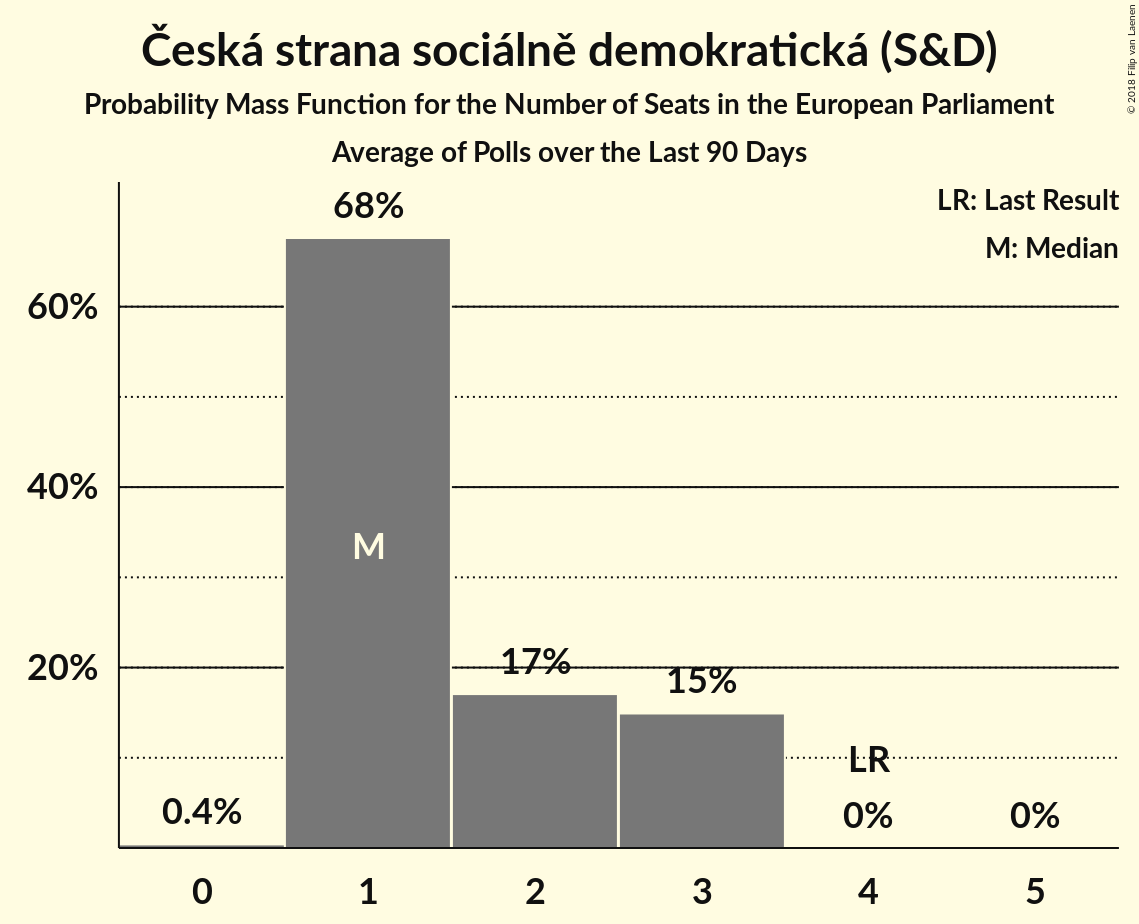 Česká strana sociálně demokratická (S&D)
Probability Mass Function for the Number of Seats in the European Parliament
Average of Polls over the Last 90 Days
© 2018 Filip van Laenen
LR: Last Result
M: Median
68%
60%
40%
M
20%
17%
15%
LR
0.4%
0%
0%
0 1 2 3 4 5